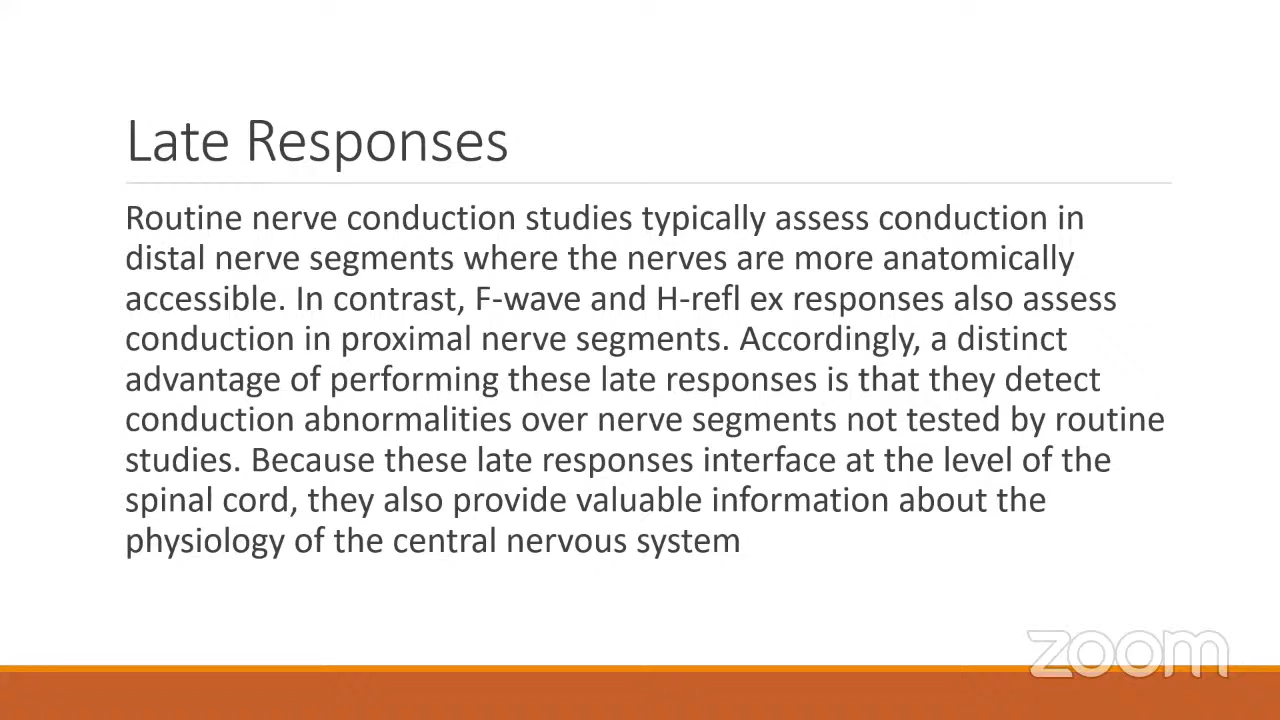 Late Responses
Routine nerve conduction studies typically assess conduction in
distal nerve segments where the nerves are more anatomically
accessible. In contrast, F-wave and H-refl ex responses also assess
conduction in proximal nerve segments. Accordingly, a distinct
advantage of performing these late responses is that they detect
conduction abnormalities over nerve segments not tested by routine
studies. Because these late responses interface at the level of the
spinal cord, they also provide valuable information about the
physiology of the central nervous system
zoom